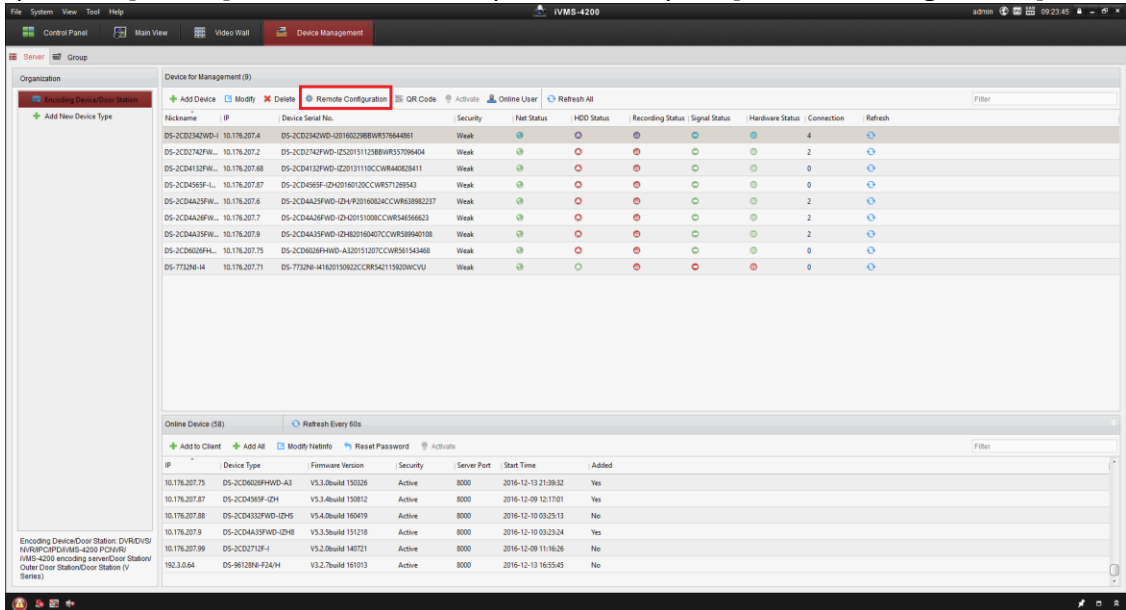 File System View Tool Help iVMS-4200 admin 09:23:45
Control Panel Main View Video Wall Device Management
Server Group
Organization
Encoding Device/Door Station
Add New Device Type
Encoding Device/Door Station: DVR/DVS/
NVR/IPC/IPD/iVMS-4200 PCNVR/
iVMS-4200 encoding server/Door Station/
Outer Door Station/Door Station (V
Series)
Device for Management (9)
Add Device Modify Delete Remote Configuration QR Code Activate Online User Refresh All Filter
Nickname IP Device Serial No. Security Net Status HDD Status Recording Status Signal Status Hardware Status Connection Refresh
DS-2CD2342WD-I 10.176.207.4 DS-2CD2342WD-I20160229BBWR576644861 Weak 4
DS-2CD2742FW... 10.176.207.2 DS-2CD2742FWD-IZS20151125BBWR557096404 Weak 2
DS-2CD4132FW... 10.176.207.68 DS-2CD4132FWD-IZ20131110CCWR440828411 Weak 0
DS-2CD4565F-I... 10.176.207.87 DS-2CD4565F-IZH20160120CCWR571269543 Weak 0
DS-2CD4A25FW... 10.176.207.6 DS-2CD4A25FWD-IZH/P20160824CCWR638982237 Weak 2
DS-2CD4A26FW... 10.176.207.7 DS-2CD4A26FWD-IZH20151008CCWR546566623 Weak 2
DS-2CD4A35FW... 10.176.207.9 DS-2CD4A35FWD-IZH820160407CCWR589940108 Weak 2
DS-2CD6026FH... 10.176.207.75 DS-2CD6026FHWD-A320151207CCWR561543468 Weak 0
DS-7732NI-I4 10.176.207.71 DS-7732NI-I41620150922CCRR542115920WCVU Weak 0
Online Device (58) Refresh Every 60s
Add to Client Add All Modify Netinfo Reset Password Activate Filter
IP Device Type Firmware Version Security Server Port Start Time Added
10.176.207.75 DS-2CD6026FHWD-A3 V5.3.0build 150326 Active 8000 2016-12-13 21:39:32 Yes
10.176.207.87 DS-2CD4565F-IZH V5.3.4build 150812 Active 8000 2016-12-09 12:17:01 Yes
10.176.207.88 DS-2CD4332FWD-IZHS V5.4.0build 160419 Active 8000 2016-12-10 03:25:13 No
10.176.207.9 DS-2CD4A35FWD-IZH8 V5.3.5build 151218 Active 8000 2016-12-10 03:23:24 Yes
10.176.207.99 DS-2CD2712F-I V5.2.0build 140721 Active 8000 2016-12-09 11:16:26 No
192.3.0.64 DS-96128NI-F24/H V3.2.7build 161013 Active 8000 2016-12-13 16:55:45 No